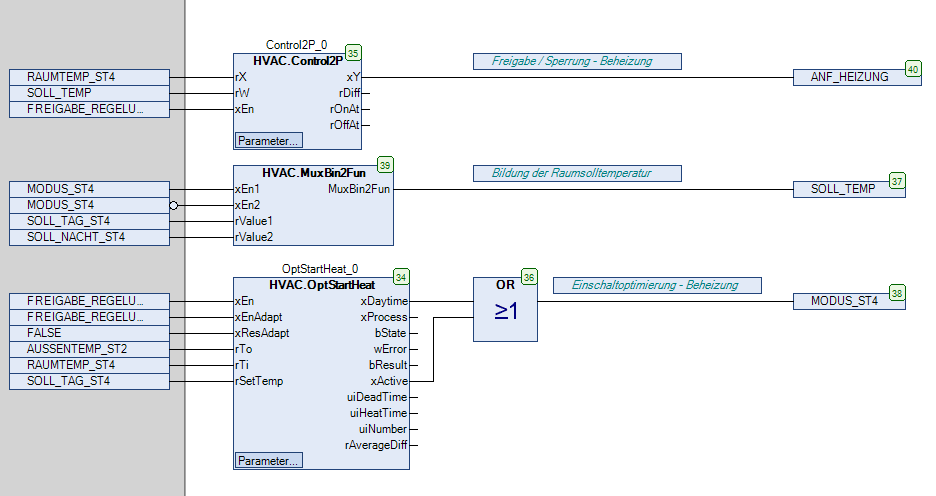 Control2P_0
35
HVAC.Control2P
Freigabe / Sperrung - Beheizung
40
RAUMTEMP_ST4 rX xY ANF_HEIZUNG
SOLL_TEMP rW rDiff
FREIGABE_REGELU... xEn rOnAt
rOffAt
Parameter...
39
HVAC.MuxBin2Fun
Bildung der Raumsolltemperatur
37
MODUS_ST4 xEn1 MuxBin2Fun SOLL_TEMP
MODUS_ST4 xEn2
SOLL_TAG_ST4 rValue1
SOLL_NACHT_ST4 rValue2
OptStartHeat_0
34
36
HVAC.OptStartHeat
OR
Einschaltoptimierung - Beheizung
38
FREIGABE_REGELU... xEn xDaytime MODUS_ST4
FREIGABE_REGELU... xEnAdapt xProcess ≥1
FALSE xResAdapt bState
AUSSENTEMP_ST2 rTo wError
RAUMTEMP_ST4 rTi bResult
SOLL_TAG_ST4 rSetTemp xActive
uiDeadTime
uiHeatTime
uiNumber
rAverageDiff
Parameter...